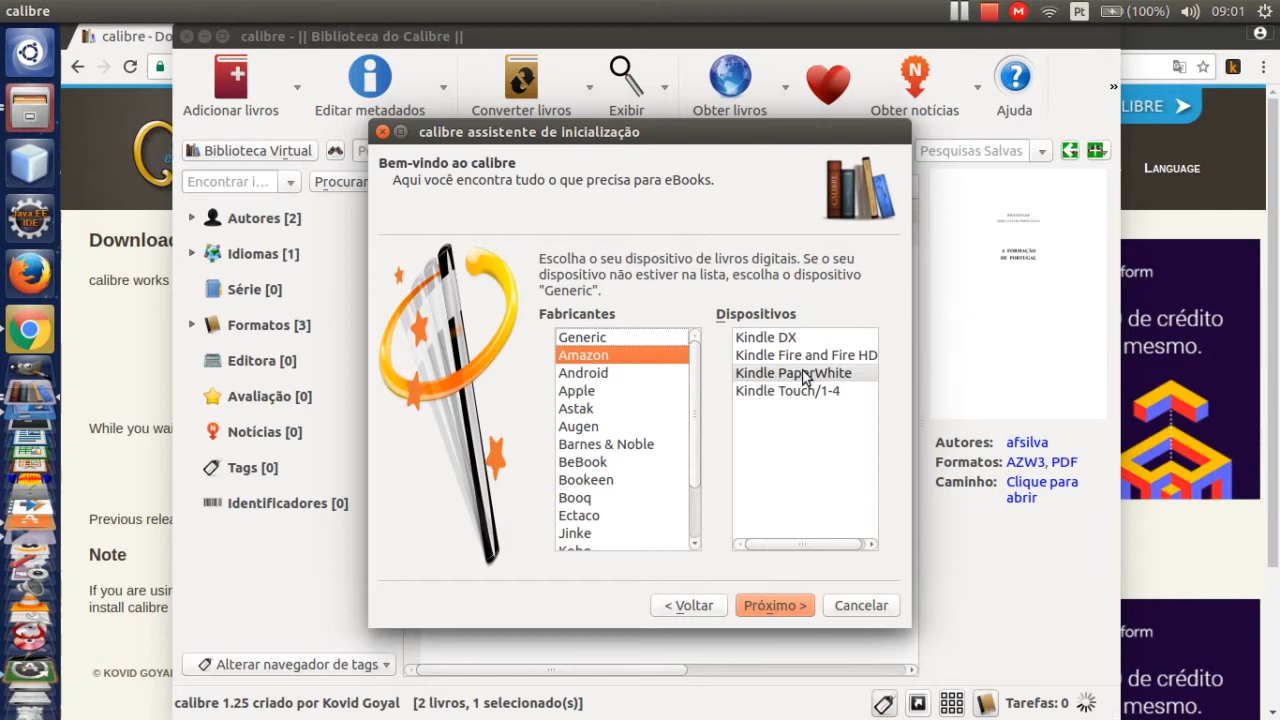 calibre
Pt
(100%)
09:01
calibre - Do
calibre - || Biblioteca do Calibre ||
Adicionar livros
Editar metadados
Converter livros
Exibir
Obter livros
Obter notícias
Ajuda
»
LIBRE
LANGUAGE
Biblioteca Virtual
Pesquisas Salvas
Encontrar i...
Procurar
Autores [2]
Idiomas [1]
Série [0]
Formatos [3]
Editora [0]
Avaliação [0]
Notícias [0]
Tags [0]
Identificadores [0]
Alterar navegador de tags
calibre assistente de inicialização
Bem-vindo ao calibre
Aqui você encontra tudo o que precisa para eBooks.
Escolha o seu dispositivo de livros digitais. Se o seu
dispositivo não estiver na lista, escolha o dispositivo
"Generic".
Fabricantes
Generic
Amazon
Android
Apple
Astak
Augen
Barnes & Noble
BeBook
Bookeen
Booq
Ectaco
Jinke
Kobo
Dispositivos
Kindle DX
Kindle Fire and Fire HD
Kindle PaperWhite
Kindle Touch/1-4
< Voltar
Próximo >
Cancelar
A FORMAÇÃO
DE PORTUGAL
Autores: afsilva
Formatos: AZW3, PDF
Caminho: Clique para
abrir
Download
calibre works
While you wai
Previous relea
Note
If you are usin
install calibre
© KOVID GOYAL
form
de crédito
mesmo.
form
de crédito
mesmo.
calibre 1.25 criado por Kovid Goyal
[2 livros, 1 selecionado(s)]
Tarefas: 0
Java EE
IDE